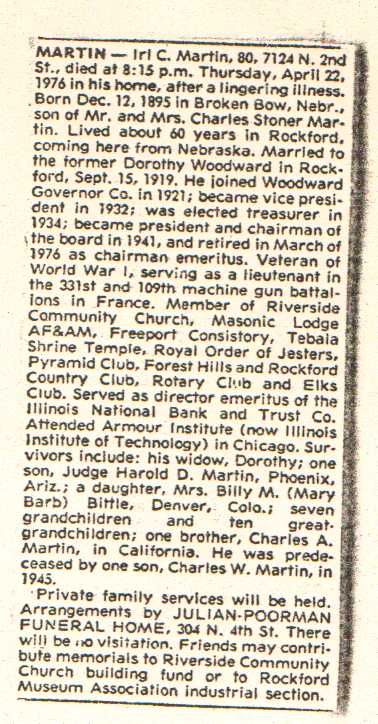 MARTIN — Irl C. Martin, 80, 7124 N. 2nd
St., died at 8:15 p.m. Thursday, April 22,
1976 in his home, after a lingering illness.
Born Dec. 12, 1895 in Broken Bow, Nebr.,
son of Mr. and Mrs. Charles Stoner Mar-
tin. Lived about 60 years in Rockford,
coming here from Nebraska. Married to
the former Dorothy Woodward in Rock-
ford, Sept. 15, 1919. He joined Woodward
Governor Co. in 1921; became vice presi-
dent in 1932; was elected treasurer in
1934; became president and chairman of
the board in 1941, and retired in March of
1976 as chairman emeritus. Veteran of
World War I, serving as a lieutenant in
the 331st and 109th machine gun battal-
ions in France. Member of Riverside
Community Church, Masonic Lodge
AF&AM, Freeport Consistory, Tebala
Shrine Temple, Royal Order of Jesters,
Pyramid Club, Forest Hills and Rockford
Country Club, Rotary Club and Elks
Club. Served as director emeritus of the
Illinois National Bank and Trust Co.
Attended Armour Institute (now Illinois
Institute of Technology) in Chicago. Sur-
vivors include: his widow, Dorothy; one
son, Judge Harold D. Martin, Phoenix,
Ariz.; a daughter, Mrs. Billy M. (Mary
Barb) Bittle, Denver, Colo.; seven
grandchildren and ten great-
grandchildren; one brother, Charles A.
Martin, in California. He was prede-
ceased by one son, Charles W. Martin, in
1945.
Private family services will be held.
Arrangements by JULIAN-POORMAN
FUNERAL HOME, 304 N. 4th St. There
will be no visitation. Friends may contri-
bute memorials to Riverside Community
Church building fund or to Rockford
Museum Association industrial section.